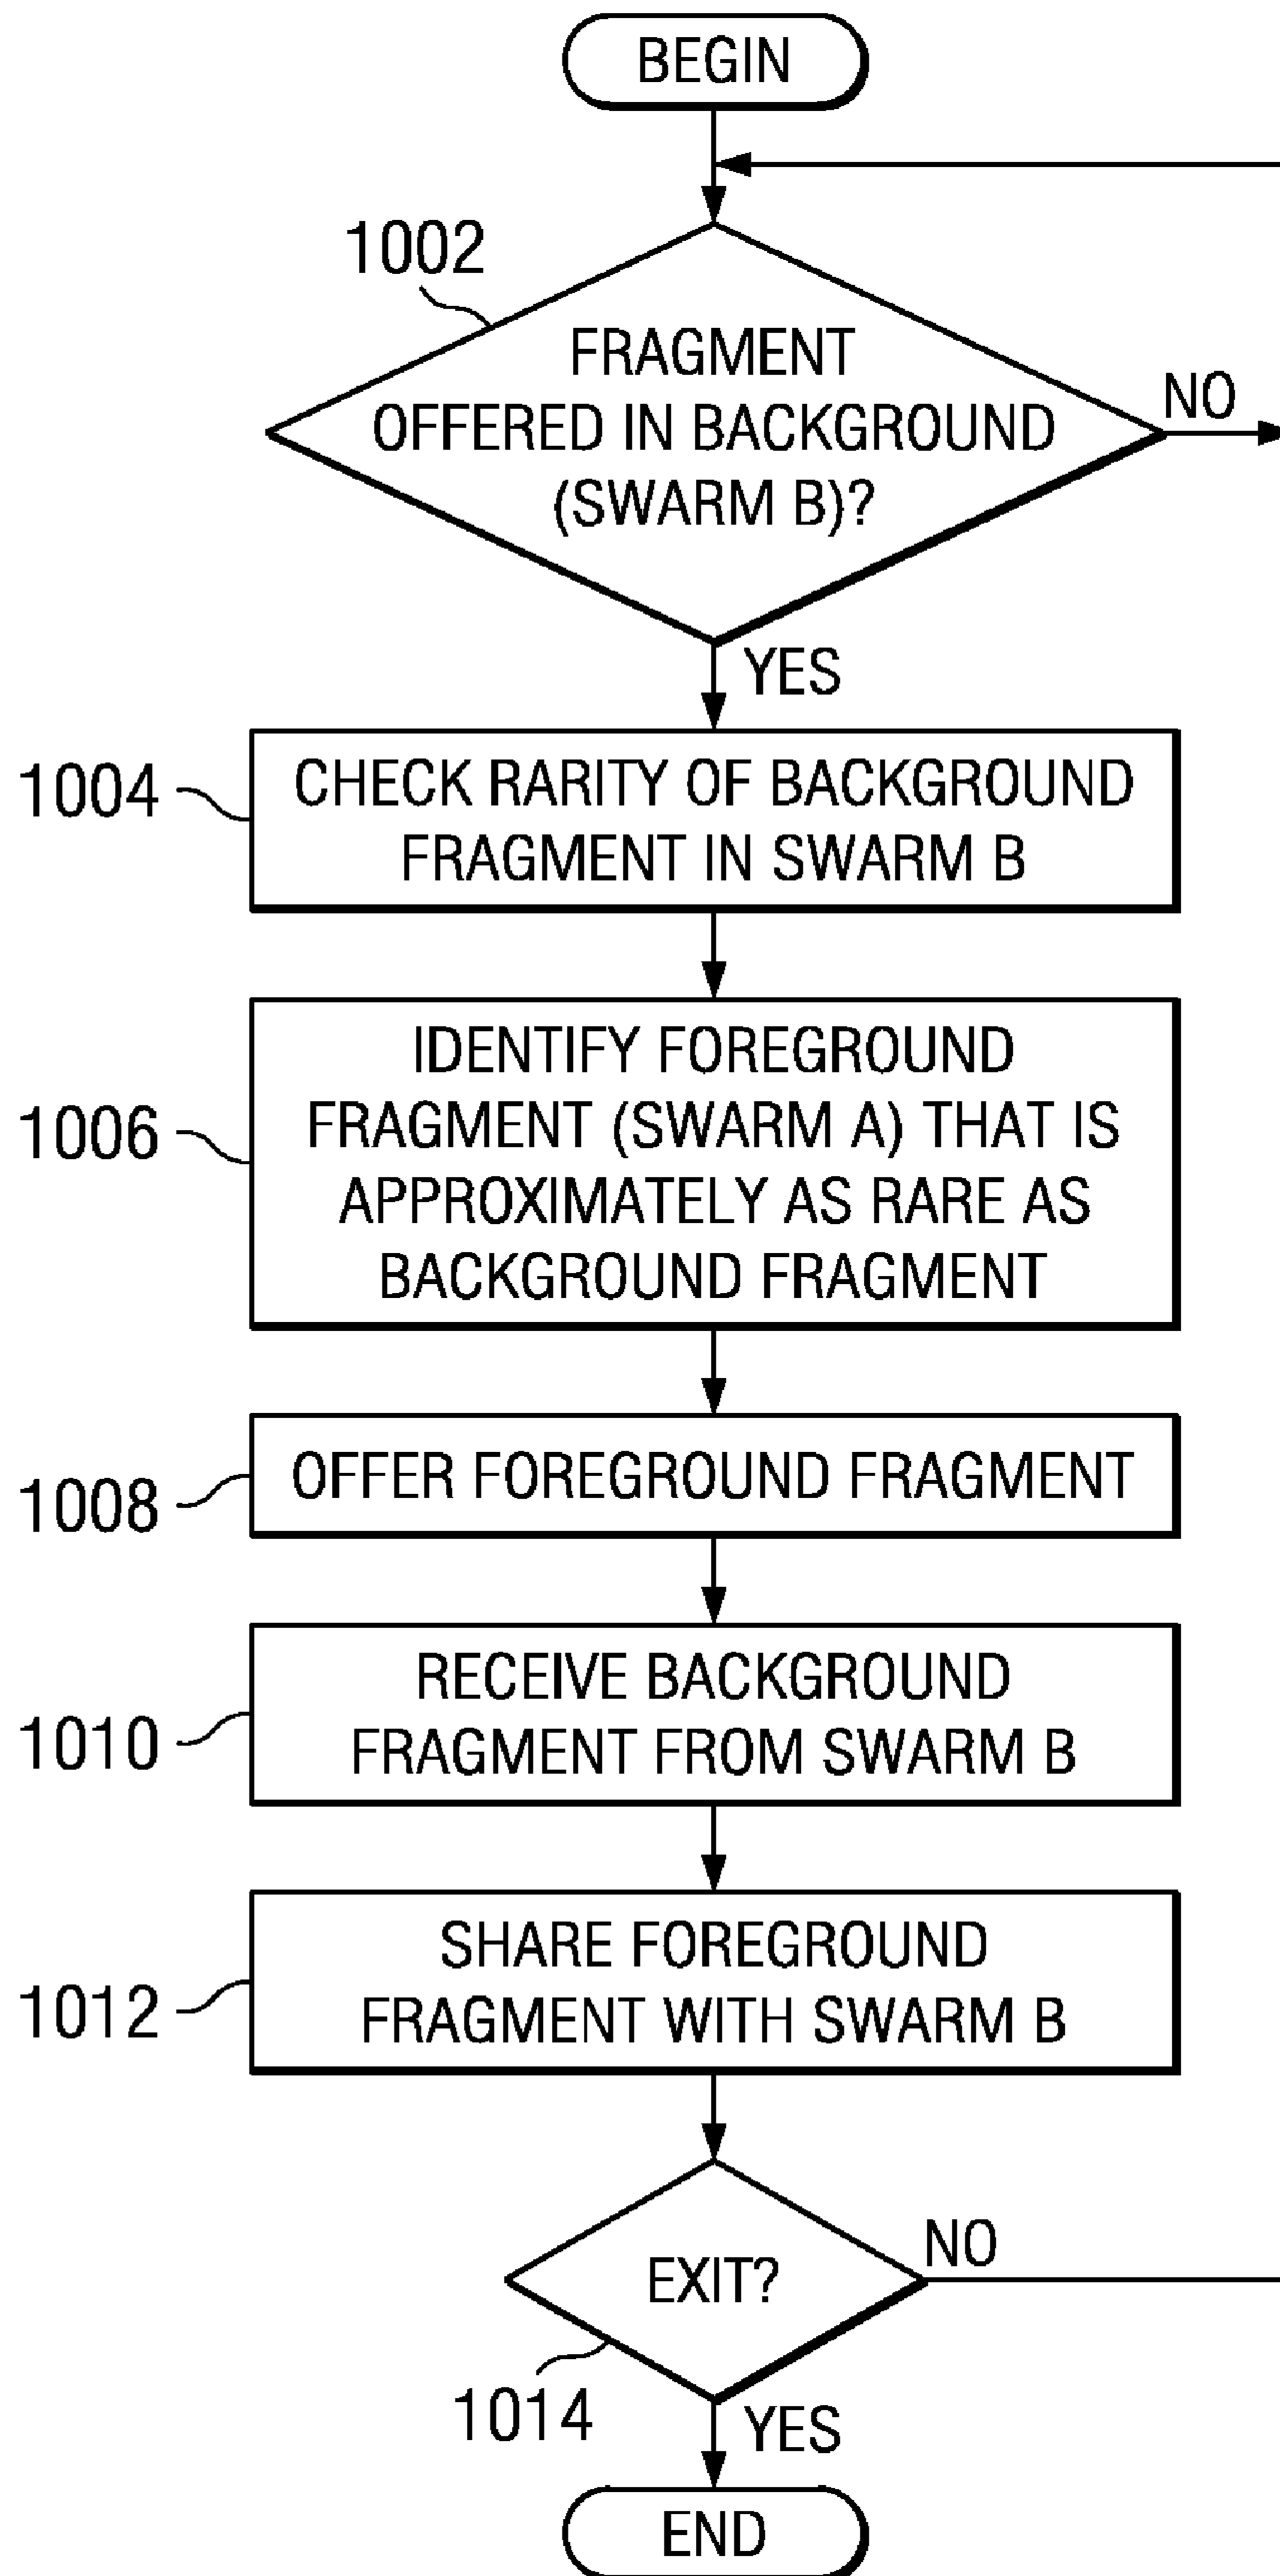 BEGIN
1002
FRAGMENT
OFFERED IN BACKGROUND
(SWARM B)?
NO
YES
1004
CHECK RARITY OF BACKGROUND
FRAGMENT IN SWARM B
1006
IDENTIFY FOREGROUND
FRAGMENT (SWARM A) THAT IS
APPROXIMATELY AS RARE AS
BACKGROUND FRAGMENT
1008
OFFER FOREGROUND FRAGMENT
1010
RECEIVE BACKGROUND
FRAGMENT FROM SWARM B
1012
SHARE FOREGROUND
FRAGMENT WITH SWARM B
EXIT?
NO
1014
YES
END